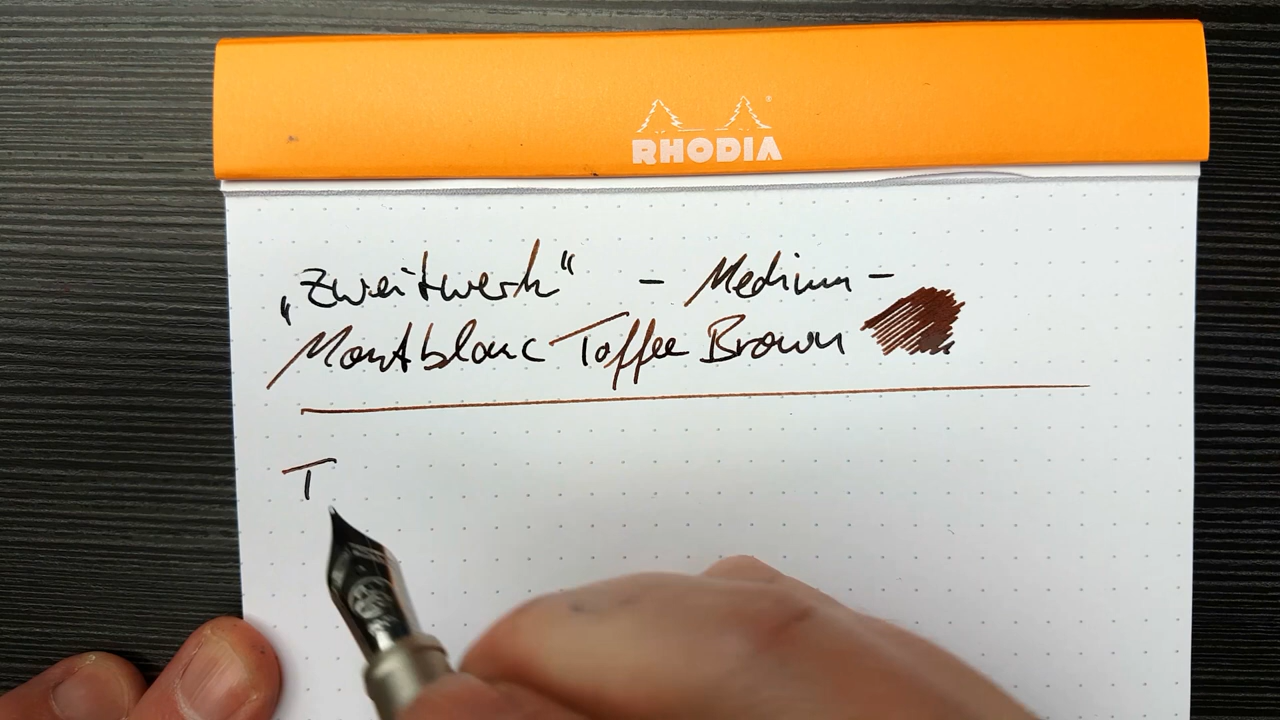 RHODIA
„Zweitwerk“ – Medium –
Montblanc Toffee Brown
T